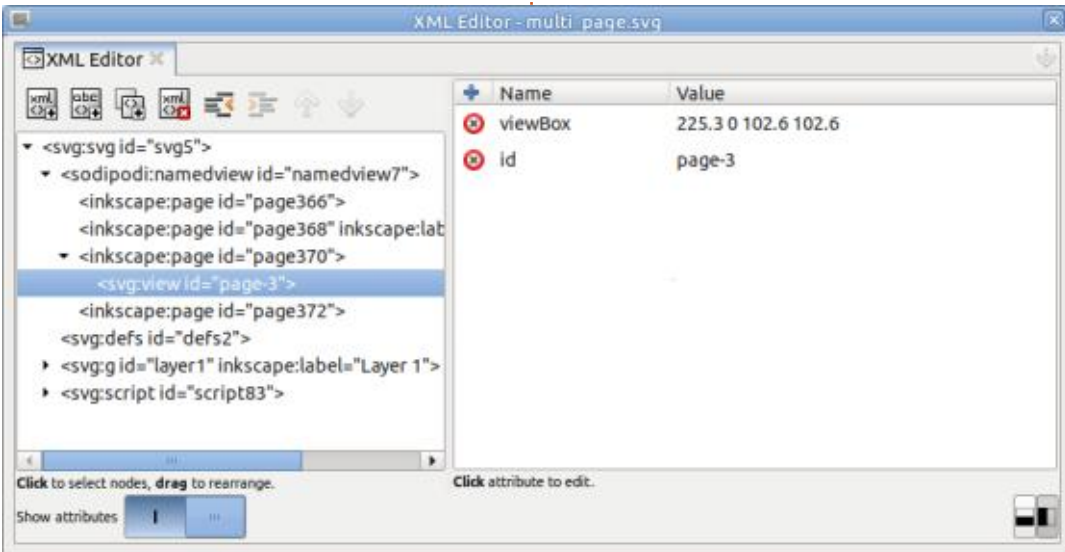 XML Editor - multi_page.svg
XML Editor
xml
abc
xml
<svg:svg id="svg5">
<sodipodi:namedview id="namedview7">
<inkscape:page id="page366">
<inkscape:page id="page368" inkscape:lab
<inkscape:page id="page370">
<svg:view id="page-3">
<inkscape:page id="page372">
<svg:defs id="defs2">
<svg:g id="layer1" inkscape:label="Layer 1">
<svg:script id="script83">
Click to select nodes, drag to rearrange.
Show attributes
Name Value
viewBox 225.3 0 102.6 102.6
id page-3
Click attribute to edit.